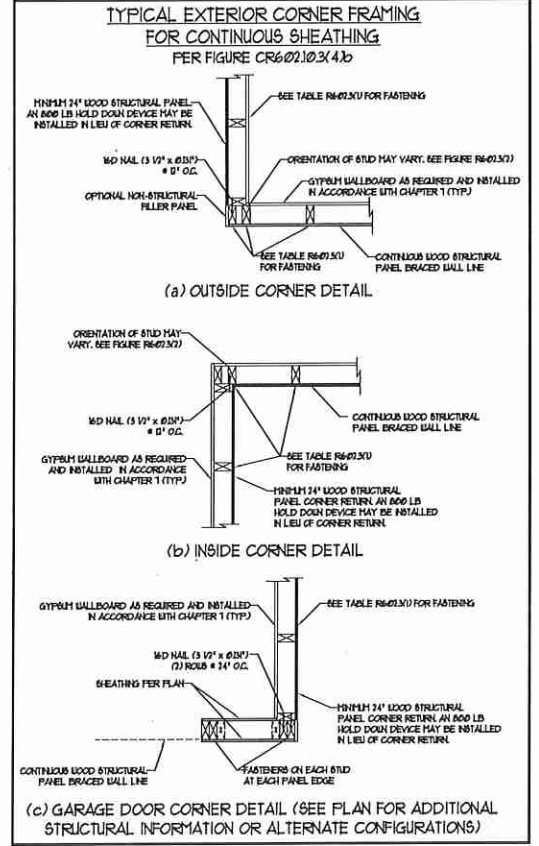 TYPICAL EXTERIOR CORNER FRAMING
FOR CONTINUOUS SHEATHING
PER FIGURE CR602.10.3(4)b
MINIMUM 24" WOOD STRUCTURAL PANEL
AN 800 LB HOLD DOWN DEVICE MAY BE
INSTALLED IN LIEU OF CORNER RETURN.
SEE TABLE R602.3(1) FOR FASTENING
16D NAIL (3 1/2" x 0.131")
@ 12" O.C.
ORIENTATION OF STUD MAY VARY. SEE FIGURE R602.3(2)
GYPSUM WALLBOARD AS REQUIRED AND INSTALLED
IN ACCORDANCE WITH CHAPTER 7 (TYP.)
OPTIONAL NON-STRUCTURAL
FILLER PANEL
SEE TABLE R602.3(1)
FOR FASTENING
CONTINUOUS WOOD STRUCTURAL
PANEL BRACED WALL LINE
(a) OUTSIDE CORNER DETAIL
ORIENTATION OF STUD MAY
VARY. SEE FIGURE R602.3(2)
16D NAIL (3 1/2" x 0.131")
@ 12" O.C.
CONTINUOUS WOOD STRUCTURAL
PANEL BRACED WALL LINE
GYPSUM WALLBOARD AS REQUIRED
AND INSTALLED IN ACCORDANCE
WITH CHAPTER 7 (TYP.)
SEE TABLE R602.3(1)
FOR FASTENING
MINIMUM 24" WOOD STRUCTURAL
PANEL CORNER RETURN. AN 800 LB
HOLD DOWN DEVICE MAY BE INSTALLED
IN LIEU OF CORNER RETURN.
(b) INSIDE CORNER DETAIL
GYPSUM WALLBOARD AS REQUIRED AND INSTALLED
IN ACCORDANCE WITH CHAPTER 7 (TYP.)
SEE TABLE R602.3(1) FOR FASTENING
16D NAIL (3 1/2" x 0.131")
(2) ROWS @ 24" O.C.
SHEATHING PER PLAN
MINIMUM 24" WOOD STRUCTURAL
PANEL CORNER RETURN. AN 800 LB
HOLD DOWN DEVICE MAY BE INSTALLED
IN LIEU OF CORNER RETURN.
CONTINUOUS WOOD STRUCTURAL
PANEL BRACED WALL LINE
FASTENERS ON EACH STUD
AT EACH PANEL EDGE
(c) GARAGE DOOR CORNER DETAIL (SEE PLAN FOR ADDITIONAL
STRUCTURAL INFORMATION OR ALTERNATE CONFIGURATIONS)